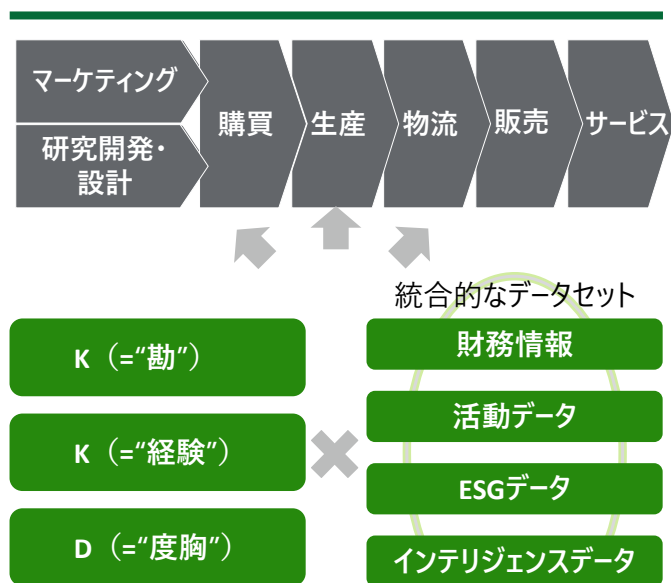 マーケティング
研究開発・
設計
購買
生産
物流
販売
サービス
統合的なデータセット
K（=“勘”）
K（=“経験”）
D（=“度胸”）
財務情報
活動データ
ESGデータ
インテリジェンスデータ